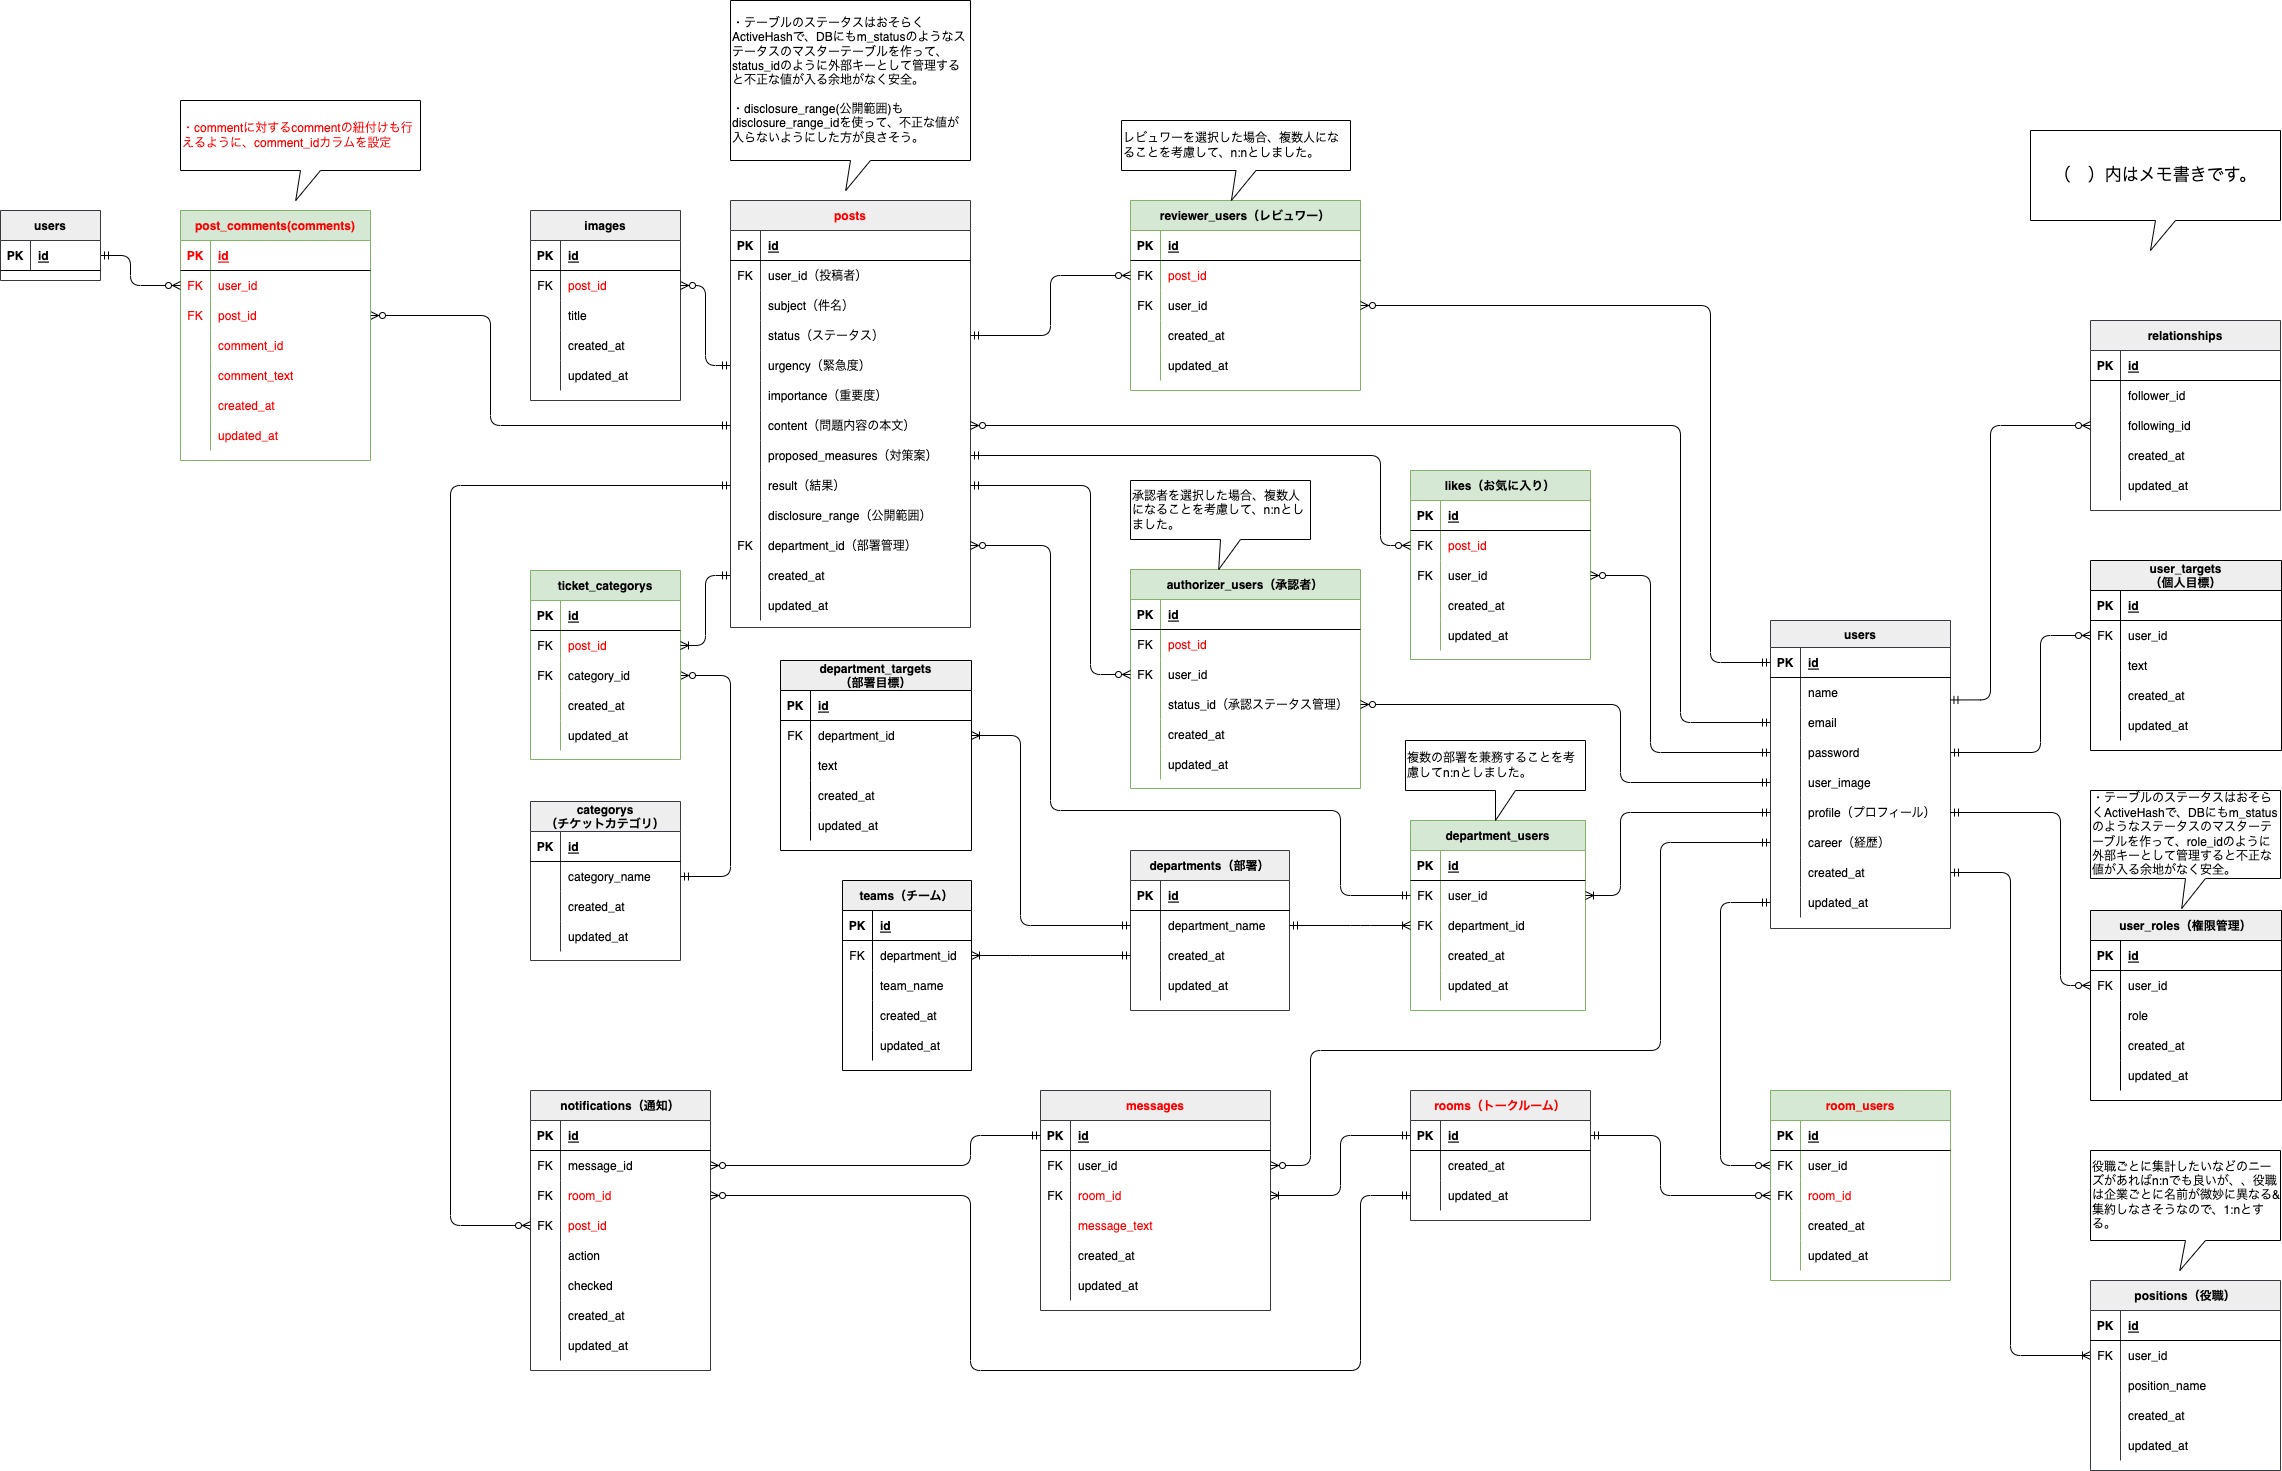 ・テーブルのステータスはおそらく
ActiveHashで、DBにもm_statusのようなス
テータスのマスターテーブルを作って、
status_idのように外部キーとして管理する
と不正な値が入る余地がなく安全。
・disclosure_range(公開範囲)も
disclosure_range_idを使って、不正な値が
入らないようにした方が良さそう。
・commentに対するcommentの紐付けも行
えるように、comment_idカラムを設定
レビュワーを選択した場合、複数人にな
ることを考慮して、n:nとしました。
（　）内はメモ書きです。
users
PK id
post_comments(comments)
PK id
FK user_id
FK post_id
comment_id
comment_text
created_at
updated_at
images
PK id
FK post_id
title
created_at
updated_at
posts
PK id
FK user_id（投稿者）
subject（件名）
status（ステータス）
urgency（緊急度）
importance（重要度）
content（問題内容の本文）
proposed_measures（対策案）
result（結果）
disclosure_range（公開範囲）
FK department_id（部署管理）
created_at
updated_at
reviewer_users（レビュワー）
PK id
FK post_id
FK user_id
created_at
updated_at
relationships
PK id
follower_id
following_id
created_at
updated_at
承認者を選択した場合、複数人
になることを考慮して、n:nとし
ました。
likes（お気に入り）
PK id
FK post_id
FK user_id
created_at
updated_at
ticket_categorys
PK id
FK post_id
FK category_id
created_at
updated_at
authorizer_users（承認者）
PK id
FK post_id
FK user_id
status_id（承認ステータス管理）
created_at
updated_at
user_targets
（個人目標）
PK id
FK user_id
text
created_at
updated_at
users
PK id
name
email
password
user_image
profile（プロフィール）
career（経歴）
created_at
updated_at
department_targets
（部署目標）
PK id
FK department_id
text
created_at
updated_at
複数の部署を兼務することを考
慮してn:nとしました。
categorys
（チケットカテゴリ）
PK id
category_name
created_at
updated_at
teams（チーム）
PK id
FK department_id
team_name
created_at
updated_at
departments（部署）
PK id
department_name
created_at
updated_at
department_users
PK id
FK user_id
FK department_id
created_at
updated_at
・テーブルのステータスはおそら
くActiveHashで、DBにもm_status
のようなステータスのマスターテ
ーブルを作って、role_idのように
外部キーとして管理すると不正な
値が入る余地がなく安全。
user_roles（権限管理）
PK id
FK user_id
role
created_at
updated_at
notifications（通知）
PK id
FK message_id
FK room_id
FK post_id
action
checked
created_at
updated_at
messages
PK id
FK user_id
FK room_id
message_text
created_at
updated_at
rooms（トークルーム）
PK id
created_at
updated_at
room_users
PK id
FK user_id
FK room_id
created_at
updated_at
役職ごとに集計したいなどのニー
ズがあればn:nでも良いが、、役職
は企業ごとに名前が微妙に異なる&
集約しなさそうなので、1:nとす
る。
positions（役職）
PK id
FK user_id
position_name
created_at
updated_at